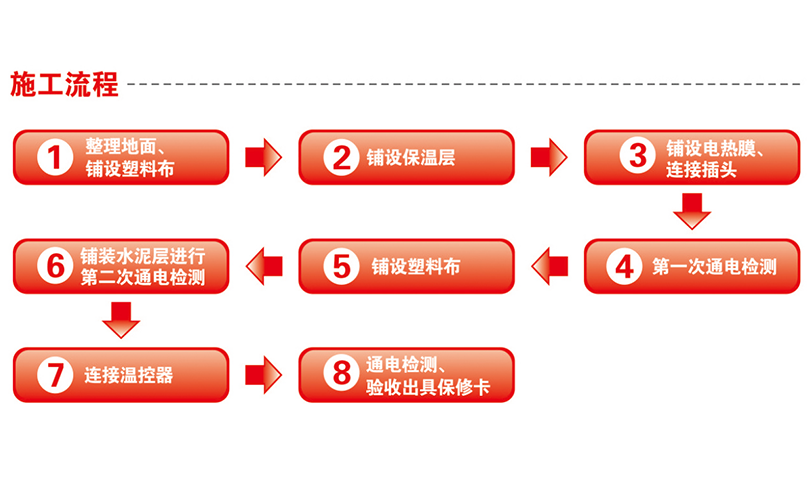 施工流程
1 整理地面、
铺设塑料布
2 铺设保温层
3 铺设电热膜、
连接插头
4 第一次通电检测
5 铺设塑料布
6 铺装水泥层进行
第二次通电检测
7 连接温控器
8 通电检测、
验收出具保修卡